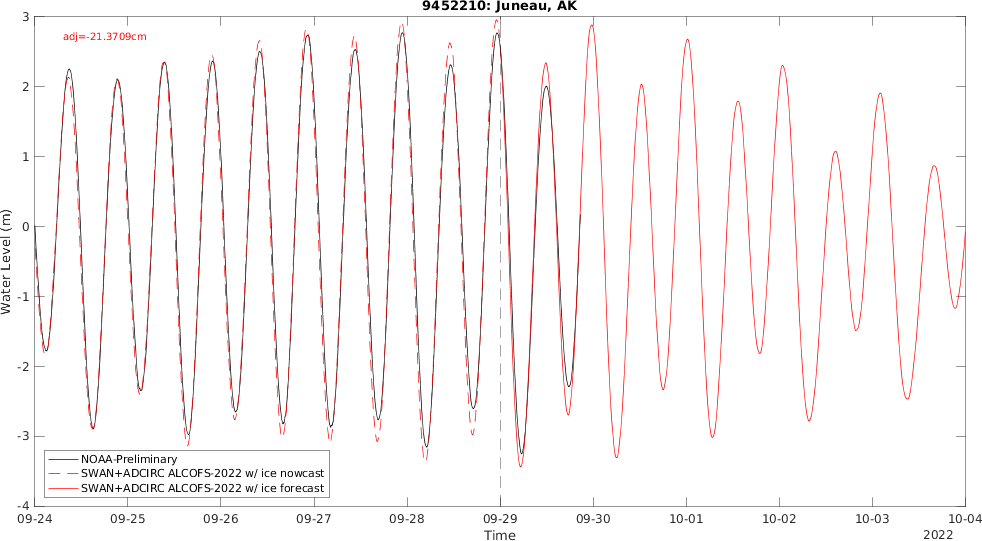 9452210: Juneau, AK
adj=-21.3709cm
3
2
1
0
-1
-2
-3
-4
Water Level (m)
NOAA-Preliminary
SWAN+ADCIRC ALCOFS-2022 w/ ice nowcast
SWAN+ADCIRC ALCOFS-2022 w/ ice forecast
09-24 09-25 09-26 09-27 09-28 09-29 09-30 10-01 10-02 10-03 10-04
Time
2022